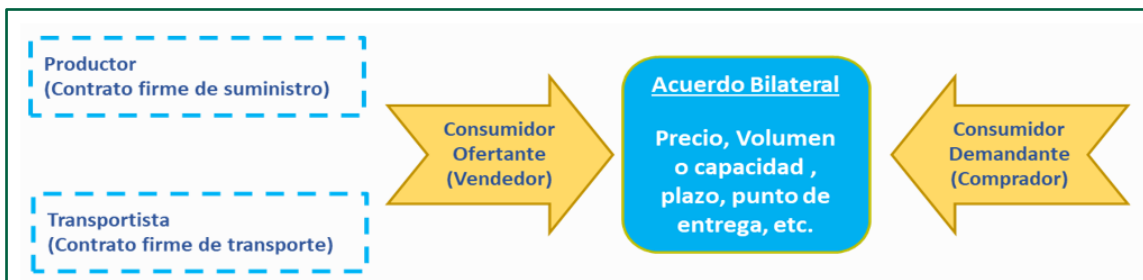 Productor
(Contrato firme de suministro)
Transportista
(Contrato firme de transporte)
Consumidor
Ofertante
(Vendedor)
Acuerdo Bilateral
Precio, Volumen
o capacidad ,
plazo, punto de
entrega, etc.
Consumidor
Demandante
(Comprador)